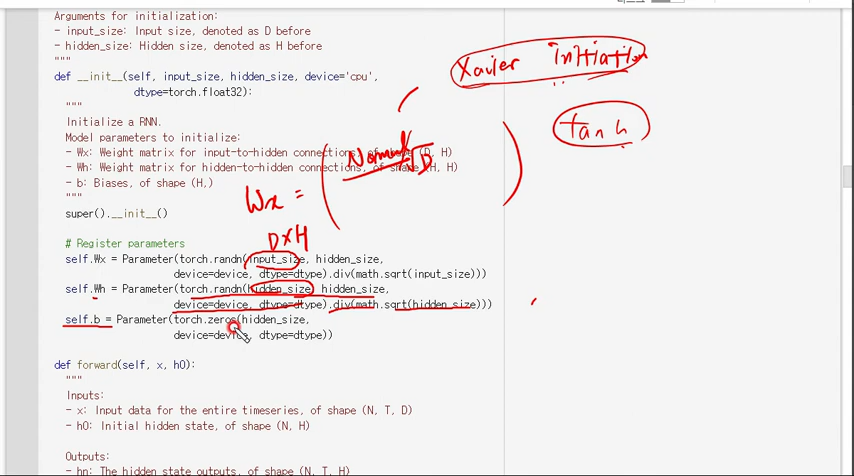 Arguments for initialization:
- input_size: Input size, denoted as D before
- hidden_size: Hidden size, denoted as H before
"""
def __init__(self, input_size, hidden_size, device='cpu',
dtype=torch.float32):
"""
Initialize a RNN.
Model parameters to initialize:
- Wx: Weight matrix for input-to-hidden connections, of shape (D, H)
- Wh: Weight matrix for hidden-to-hidden connections, of shape (H, H)
- b: Biases, of shape (H,)
"""
super().__init__()
# Register parameters
self.Wx = Parameter(torch.randn(input_size, hidden_size,
device=device, dtype=dtype).div(math.sqrt(input_size)))
self.Wh = Parameter(torch.randn(hidden_size, hidden_size,
device=device, dtype=dtype).div(math.sqrt(hidden_size)))
self.b = Parameter(torch.zeros(hidden_size,
device=device, dtype=dtype))
def forward(self, x, h0):
"""
Inputs:
- x: Input data for the entire timeseries, of shape (N, T, D)
- h0: Initial hidden state, of shape (N, H)
Outputs:
- hn: The hidden state outputs, of shape (N, T, H)
Xavier initiation
tanh
Normal/√D
Wx =
D×H